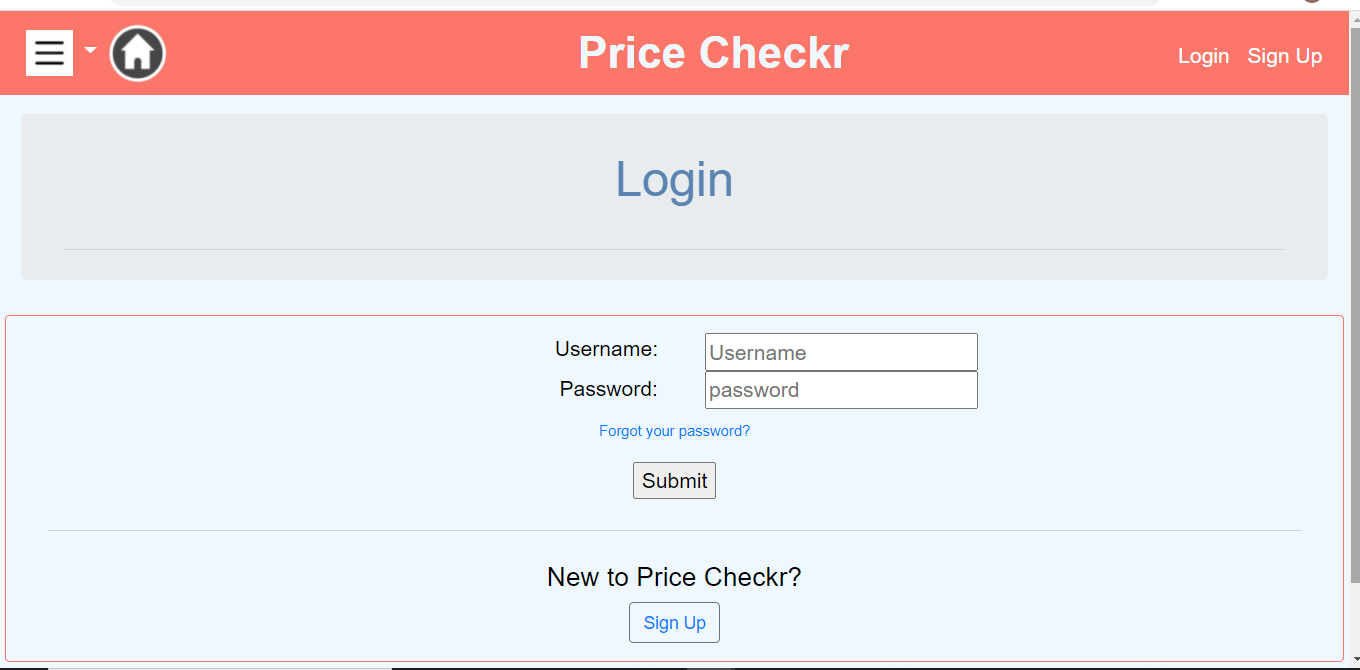 Price Checkr
Login Sign Up
Login
Username: Username
Password: password
Forgot your password?
Submit
New to Price Checkr?
Sign Up